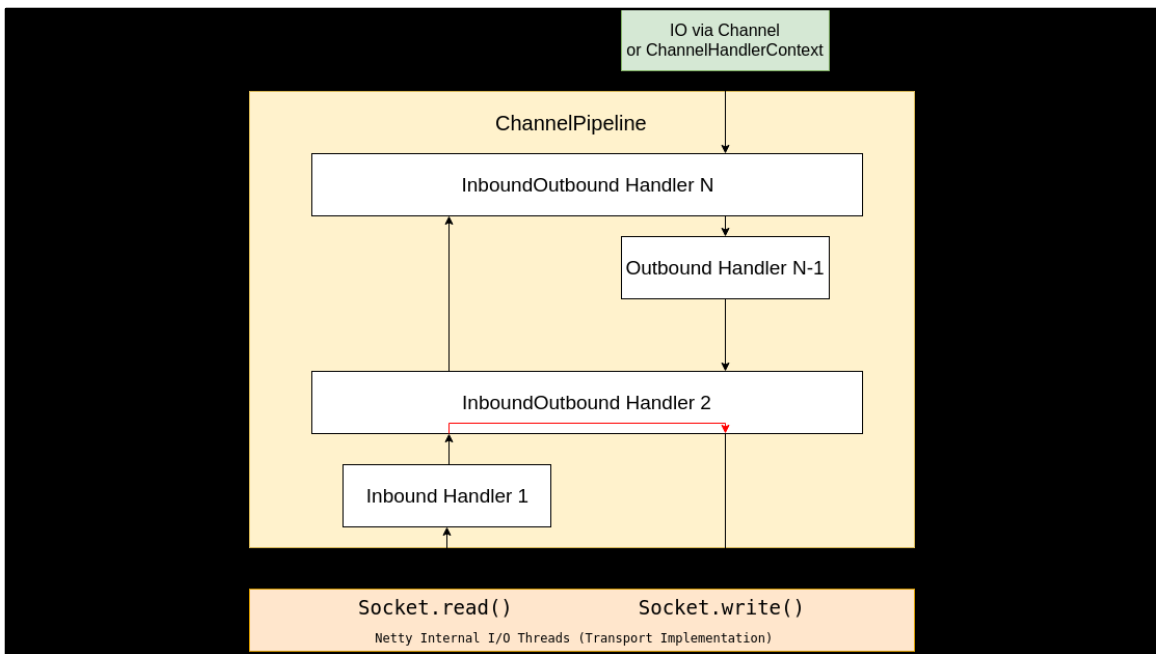 IO via Channel
or ChannelHandlerContext
ChannelPipeline
InboundOutbound Handler N
Outbound Handler N-1
InboundOutbound Handler 2
Inbound Handler 1
Socket.read()
Socket.write()
Netty Internal I/O Threads (Transport Implementation)